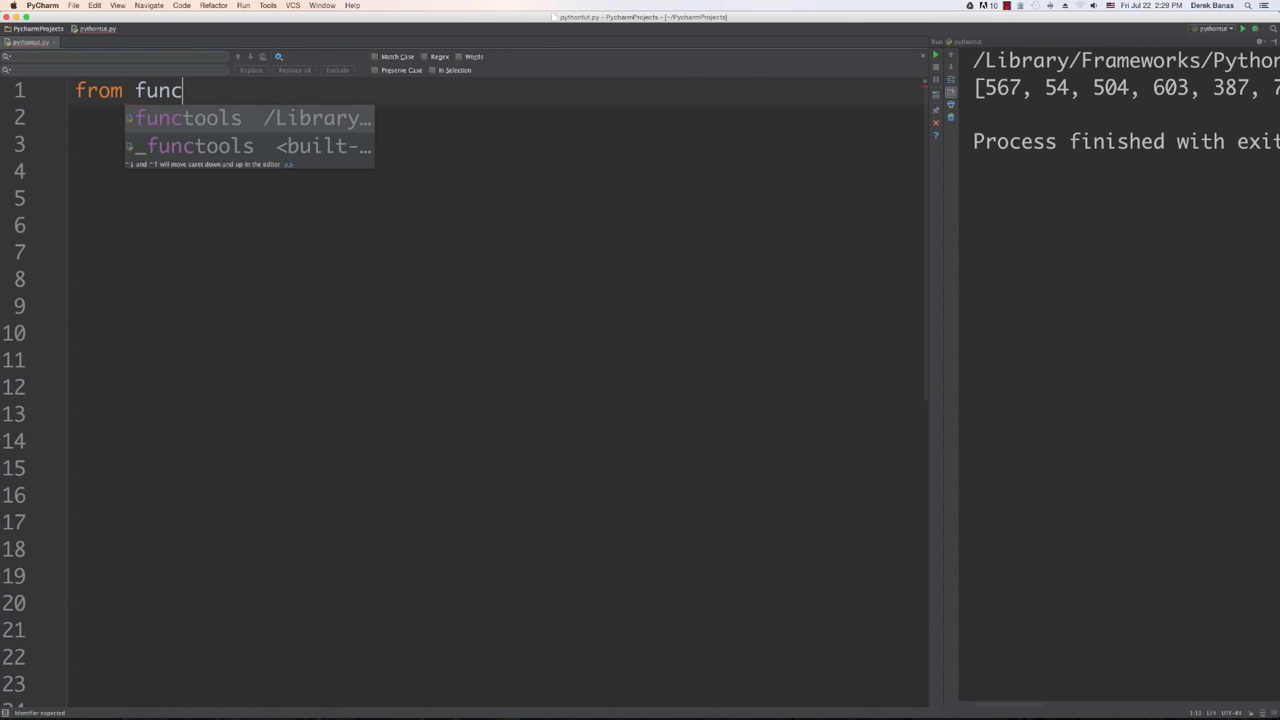 PyCharm File Edit View Navigate Code Refactor Run Tools VCS Window Help 10 Fri Jul 22 2:29 PM Derek Banas
pythontut.py - PycharmProjects - [~/PycharmProjects]
PycharmProjects pythontut.py pythontut
pythontut.py Run pythontut
Match Case Regex Words
Replace Replace all Exclude Preserve Case In Selection
/Library/Frameworks/Pytho
[567, 54, 504, 603, 387, 7
Process finished with exit
1 from func
2 functools /Library…
3 _functools <built-…
^↓ and ^↑ will move caret down and up in the editor >>
4
5
6
7
8
9
10
11
12
13
14
15
16
17
18
19
20
21
22
23
Identifier expected 1:10 LF÷ UTF-8÷